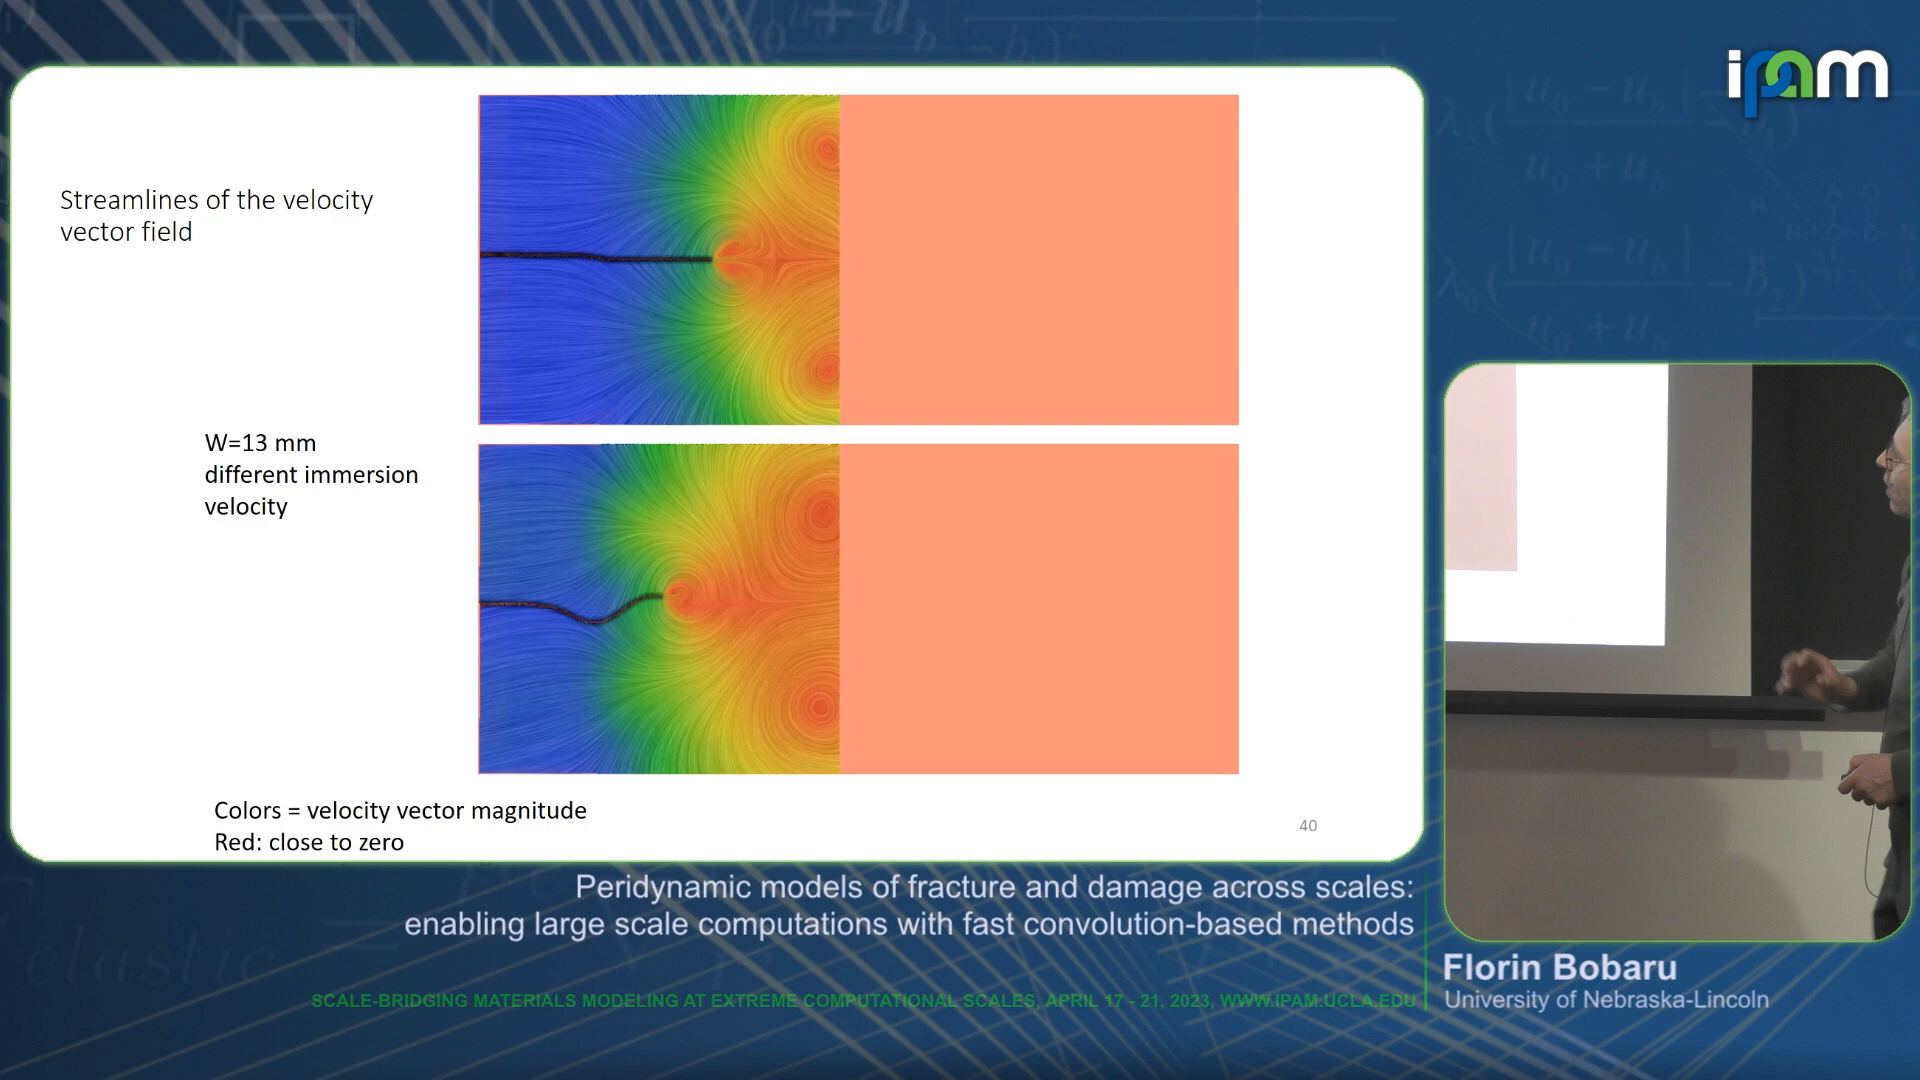 ipam
Streamlines of the velocity
vector field
W=13 mm
different immersion
velocity
Colors = velocity vector magnitude
Red: close to zero
40
Peridynamic models of fracture and damage across scales:
enabling large scale computations with fast convolution-based methods
SCALE-BRIDGING MATERIALS MODELING AT EXTREME COMPUTATIONAL SCALES, APRIL 17 - 21, 2023, WWW.IPAM.UCLA.EDU
Florin Bobaru
University of Nebraska-Lincoln
elastic